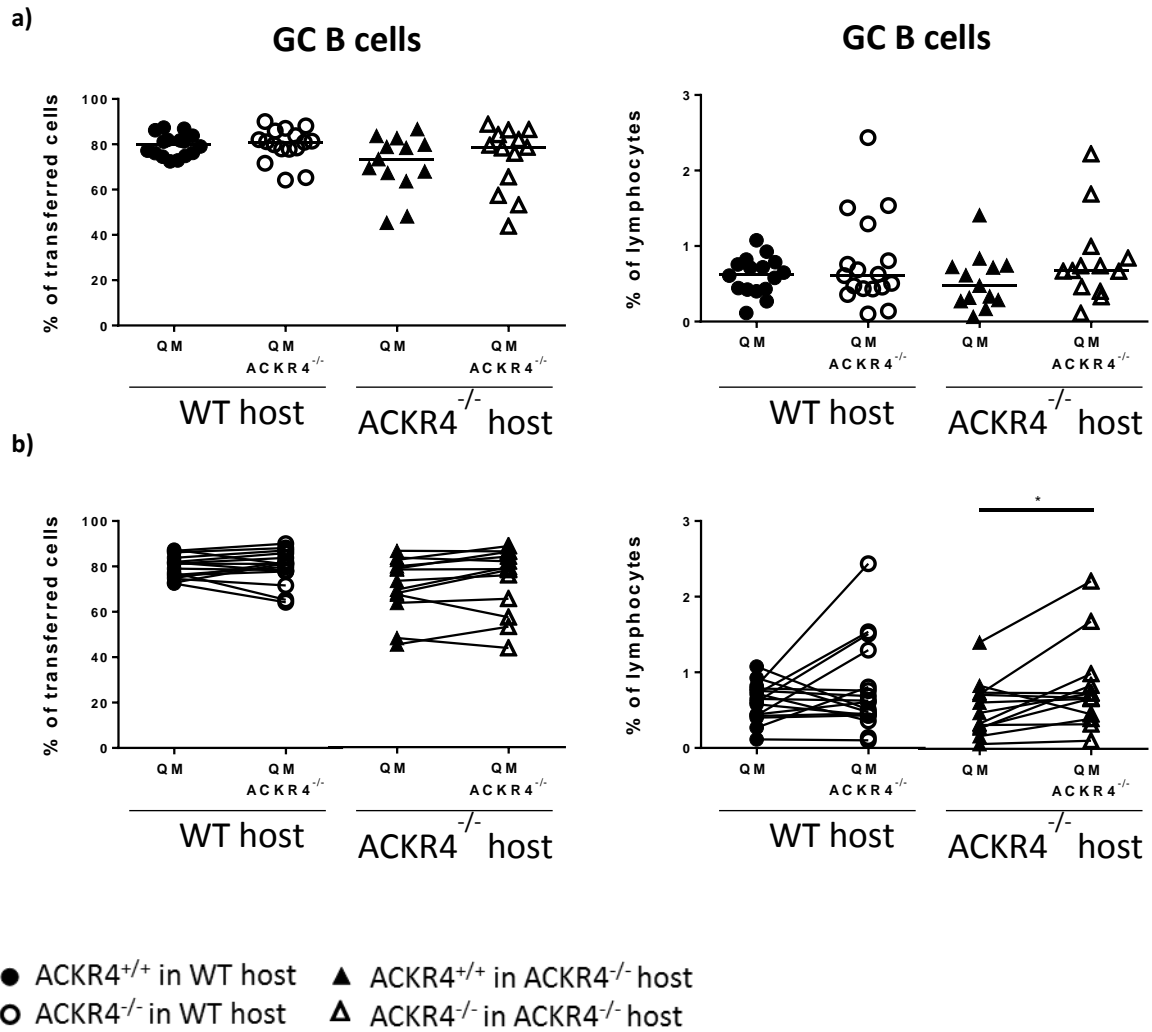 a)
GC B cells
GC B cells
% of transferred cells
100
80
60
40
20
0
QM
QM
ACKR4-/-
QM
QM
ACKR4-/-
WT host
ACKR4-/- host
% of lymphocytes
3
2
1
0
QM
QM
ACKR4-/-
QM
QM
ACKR4-/-
WT host
ACKR4-/- host
b)
% of transferred cells
100
80
60
40
20
0
QM
QM
ACKR4-/-
QM
QM
ACKR4-/-
WT host
ACKR4-/- host
% of lymphocytes
3
2
1
0
*
QM
QM
ACKR4-/-
QM
QM
ACKR4-/-
WT host
ACKR4-/- host
ACKR4+/+ in WT host
ACKR4+/+ in ACKR4-/- host
ACKR4-/- in WT host
ACKR4-/- in ACKR4-/- host